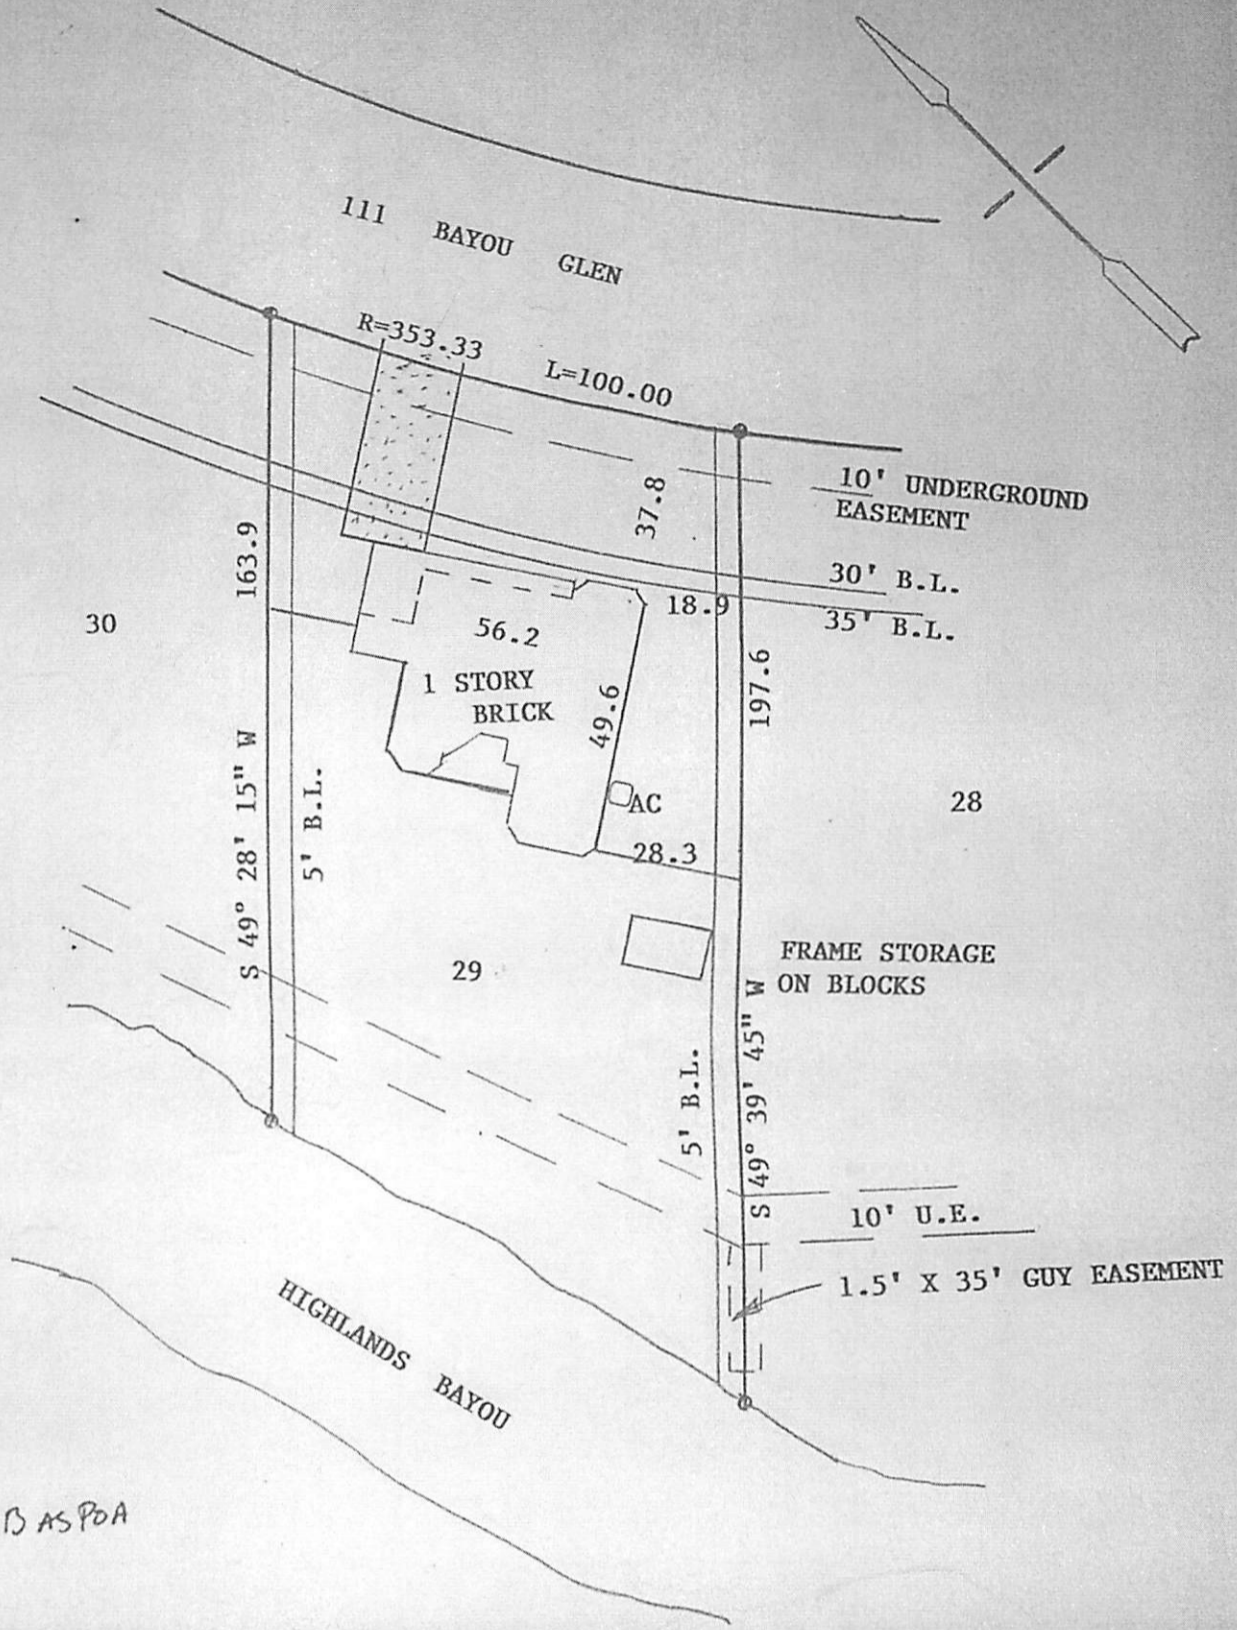 111 BAYOU GLEN
R=353.33
L=100.00
37.8
10' UNDERGROUND
EASEMENT
30' B.L.
35' B.L.
163.9
18.9
30
56.2
197.6
1 STORY
BRICK
49.6
S 49° 28' 15" W
5' B.L.
AC
28
28.3
29
FRAME STORAGE
ON BLOCKS
5' B.L.
S 49° 39' 45" W
10' U.E.
1.5' X 35' GUY EASEMENT
HIGHLANDS BAYOU